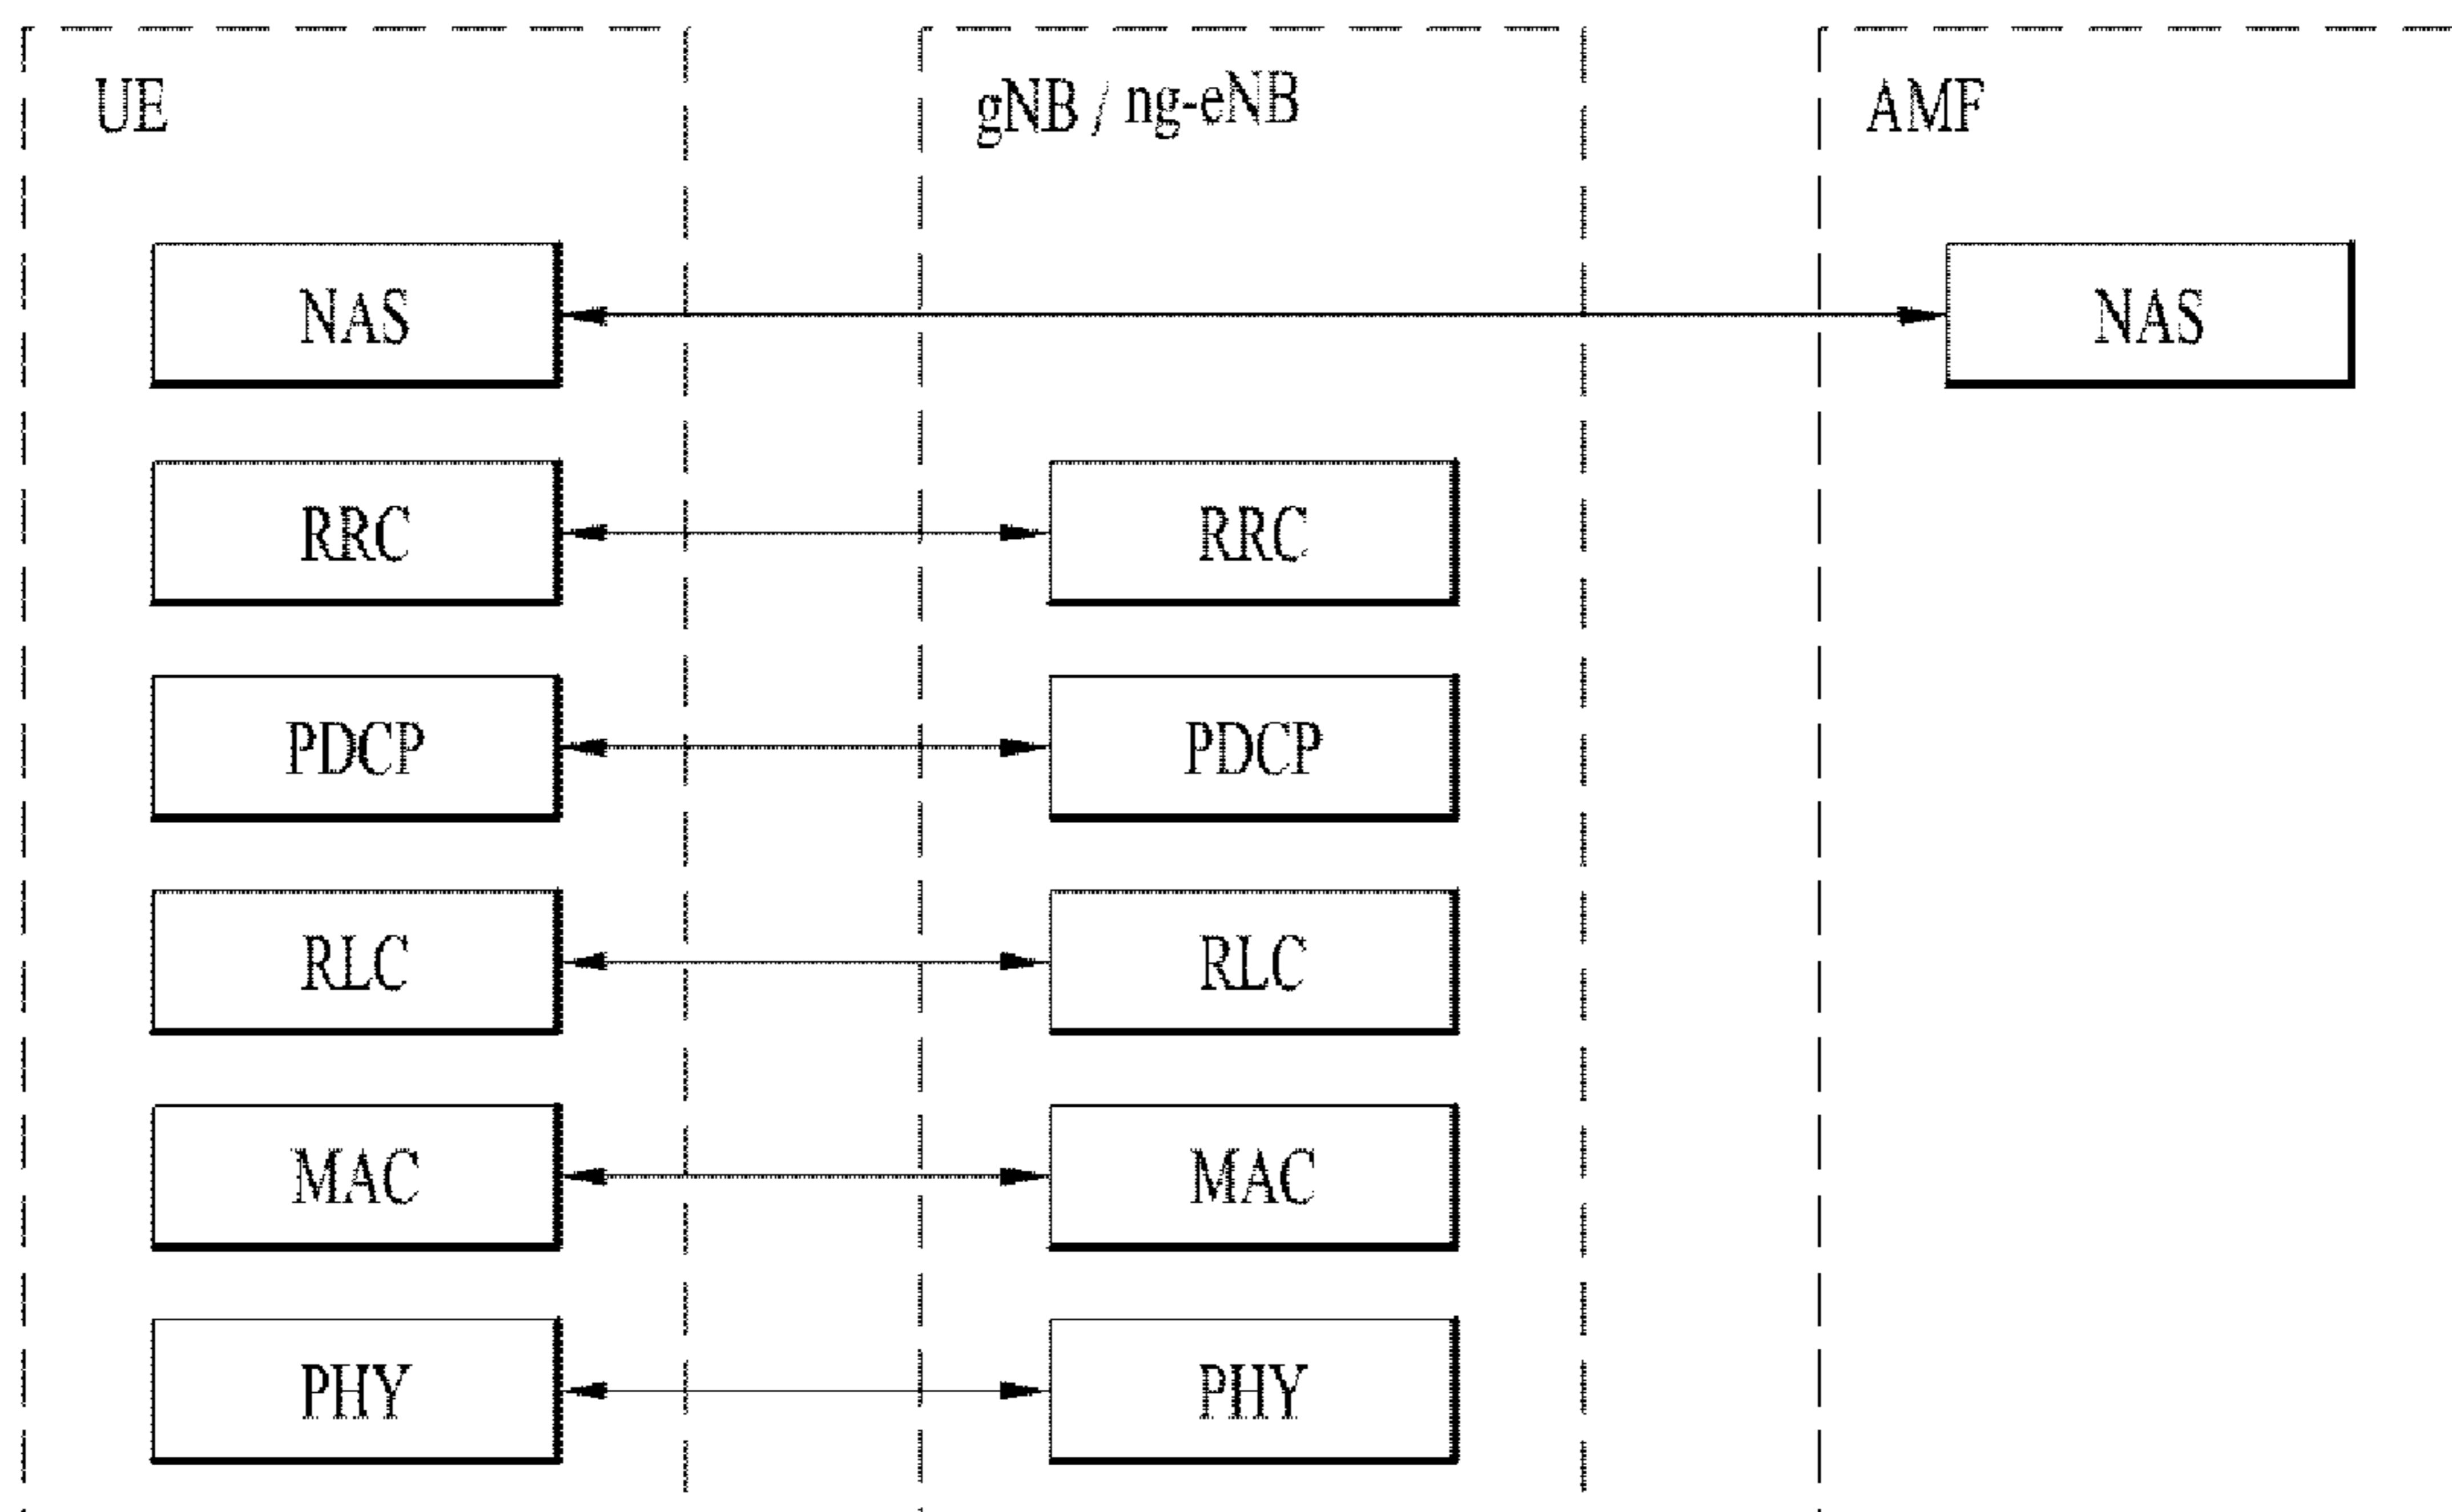 UE
gNB / ng-eNB
AMF
NAS
NAS
RRC
RRC
PDCP
PDCP
RLC
RLC
MAC
MAC
PHY
PHY